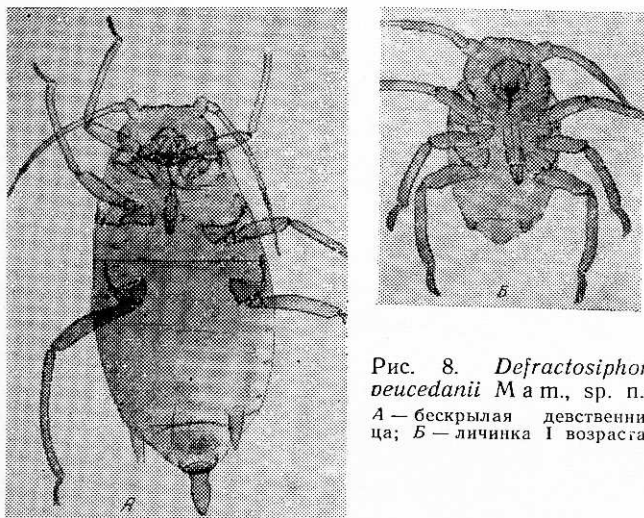 А
Б
Рис. 8. Defractosiphon
peucedanii Mam., sp. n.
А — бескрылая девственни-
ца; Б — личинка I возраста